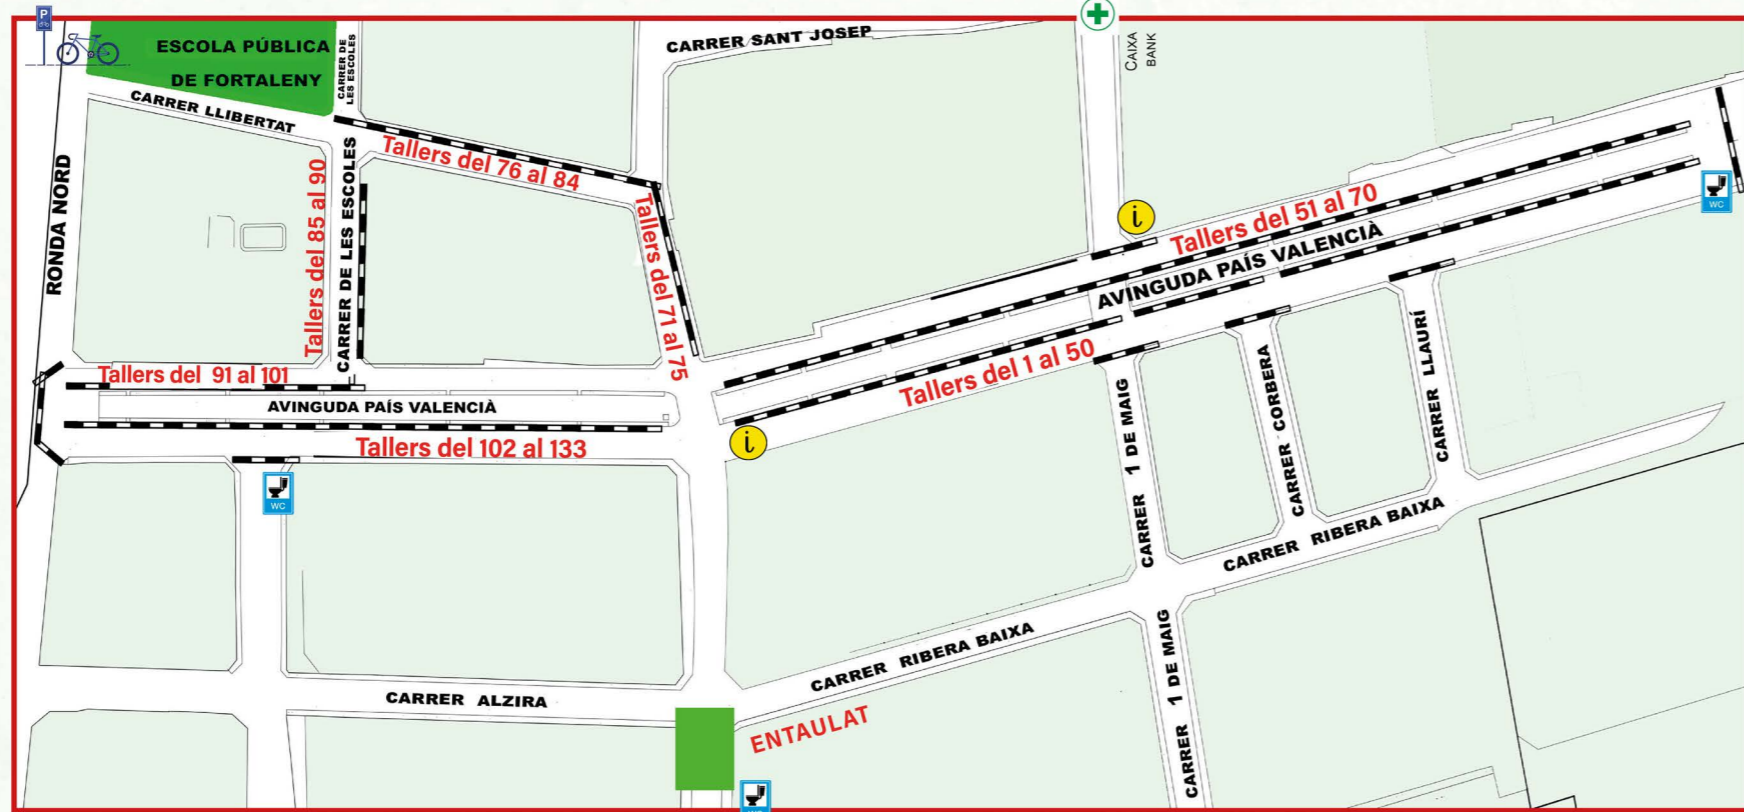 P
ESCOLA PÚBLICA
DE FORTALENY
CARRER DE
LES ESCOLES
CARRER SANT JOSEP
CAIXA
BANK
CARRER LLIBERTAT
RONDA NORD
Tallers del 76 al 84
Tallers del 85 al 90
CARRER DE LES ESCOLES
Tallers del 71 al 75
i
Tallers del 51 al 70
AVINGUDA PAÍS VALENCIÀ
WC
Tallers del 1 al 50
Tallers del 91 al 101
AVINGUDA PAÍS VALENCIÀ
Tallers del 102 al 133
i
WC
CARRER 1 DE MAIG
CARRER CORBERA
CARRER LLAURÍ
CARRER RIBERA BAIXA
CARRER RIBERA BAIXA
CARRER 1 DE MAIG
CARRER ALZIRA
ENTAULAT
WC